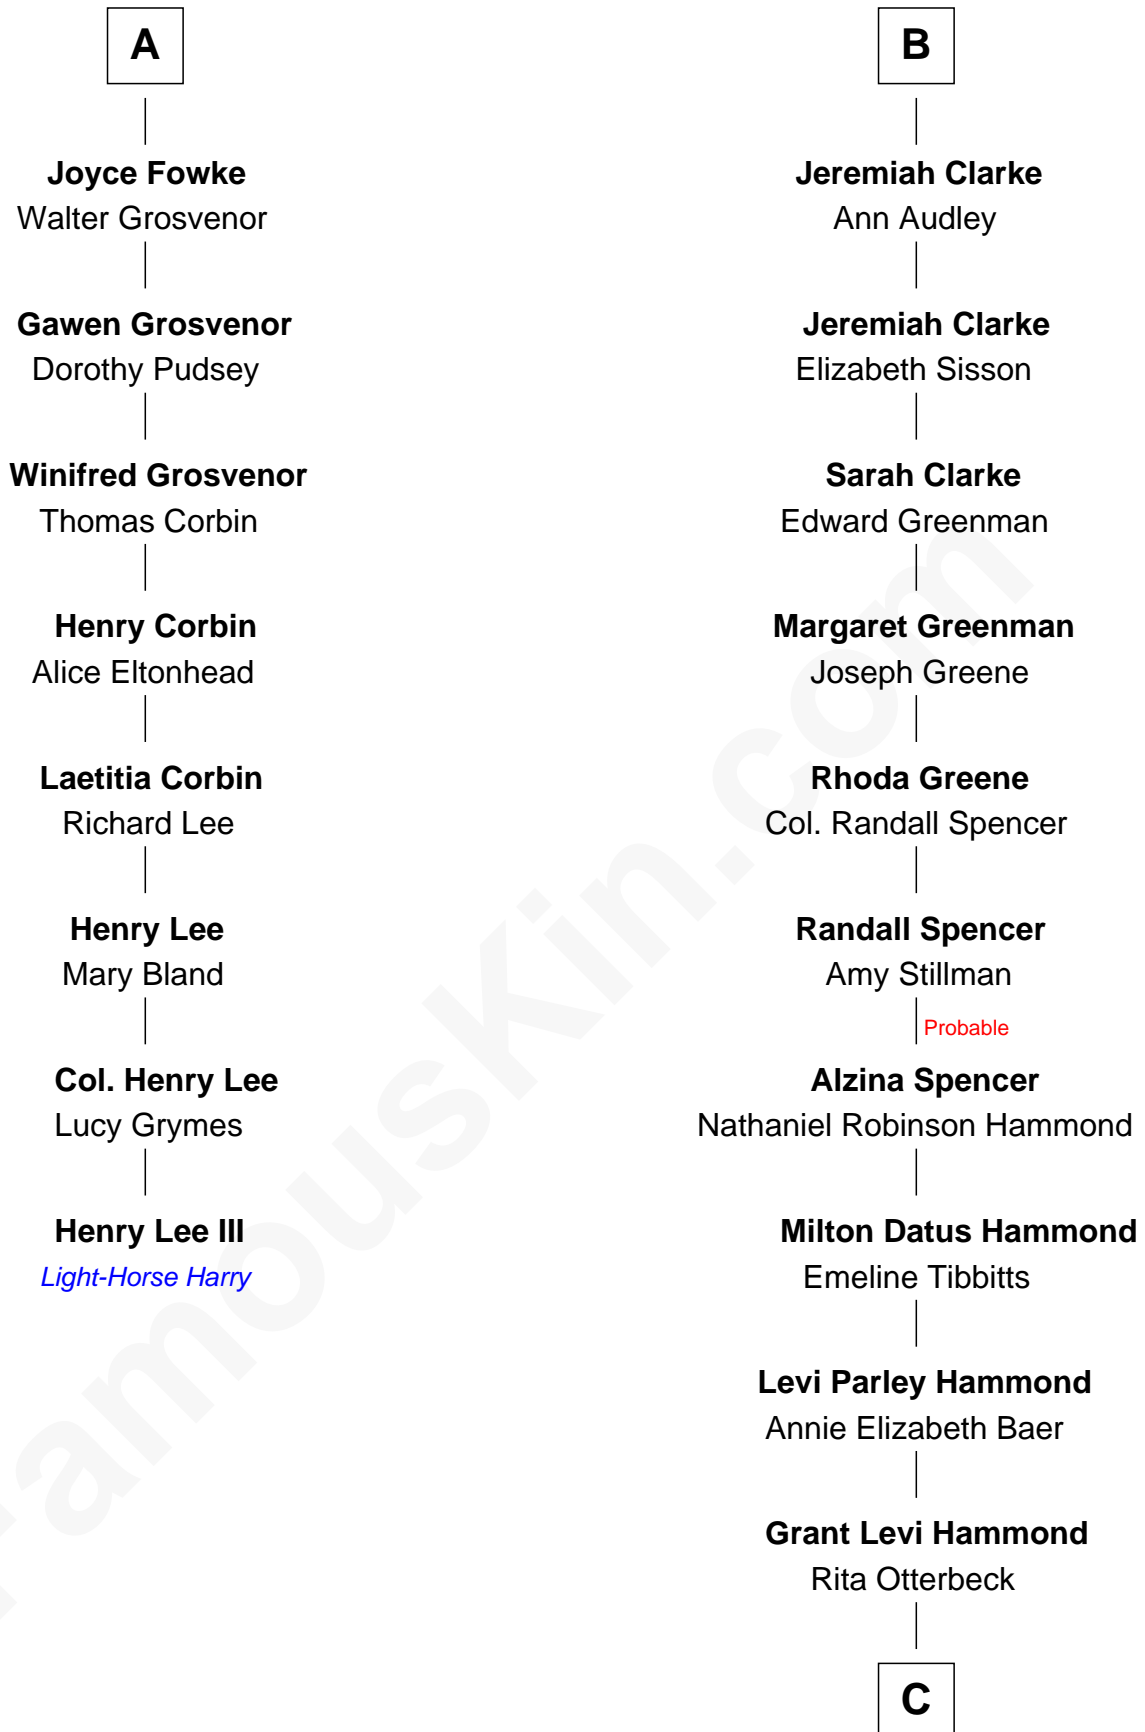 A
Joyce Fowke
Walter Grosvenor
Gawen Grosvenor
Dorothy Pudsey
Winifred Grosvenor
Thomas Corbin
Henry Corbin
Alice Eltonhead
Laetitia Corbin
Richard Lee
Henry Lee
Mary Bland
Col. Henry Lee
Lucy Grymes
Henry Lee III
Light-Horse Harry
B
Jeremiah Clarke
Ann Audley
Jeremiah Clarke
Elizabeth Sisson
Sarah Clarke
Edward Greenman
Margaret Greenman
Joseph Greene
Rhoda Greene
Col. Randall Spencer
Randall Spencer
Amy Stillman
Probable
Alzina Spencer
Nathaniel Robinson Hammond
Milton Datus Hammond
Emeline Tibbitts
Levi Parley Hammond
Annie Elizabeth Baer
Grant Levi Hammond
Rita Otterbeck
C
FamousKin.com